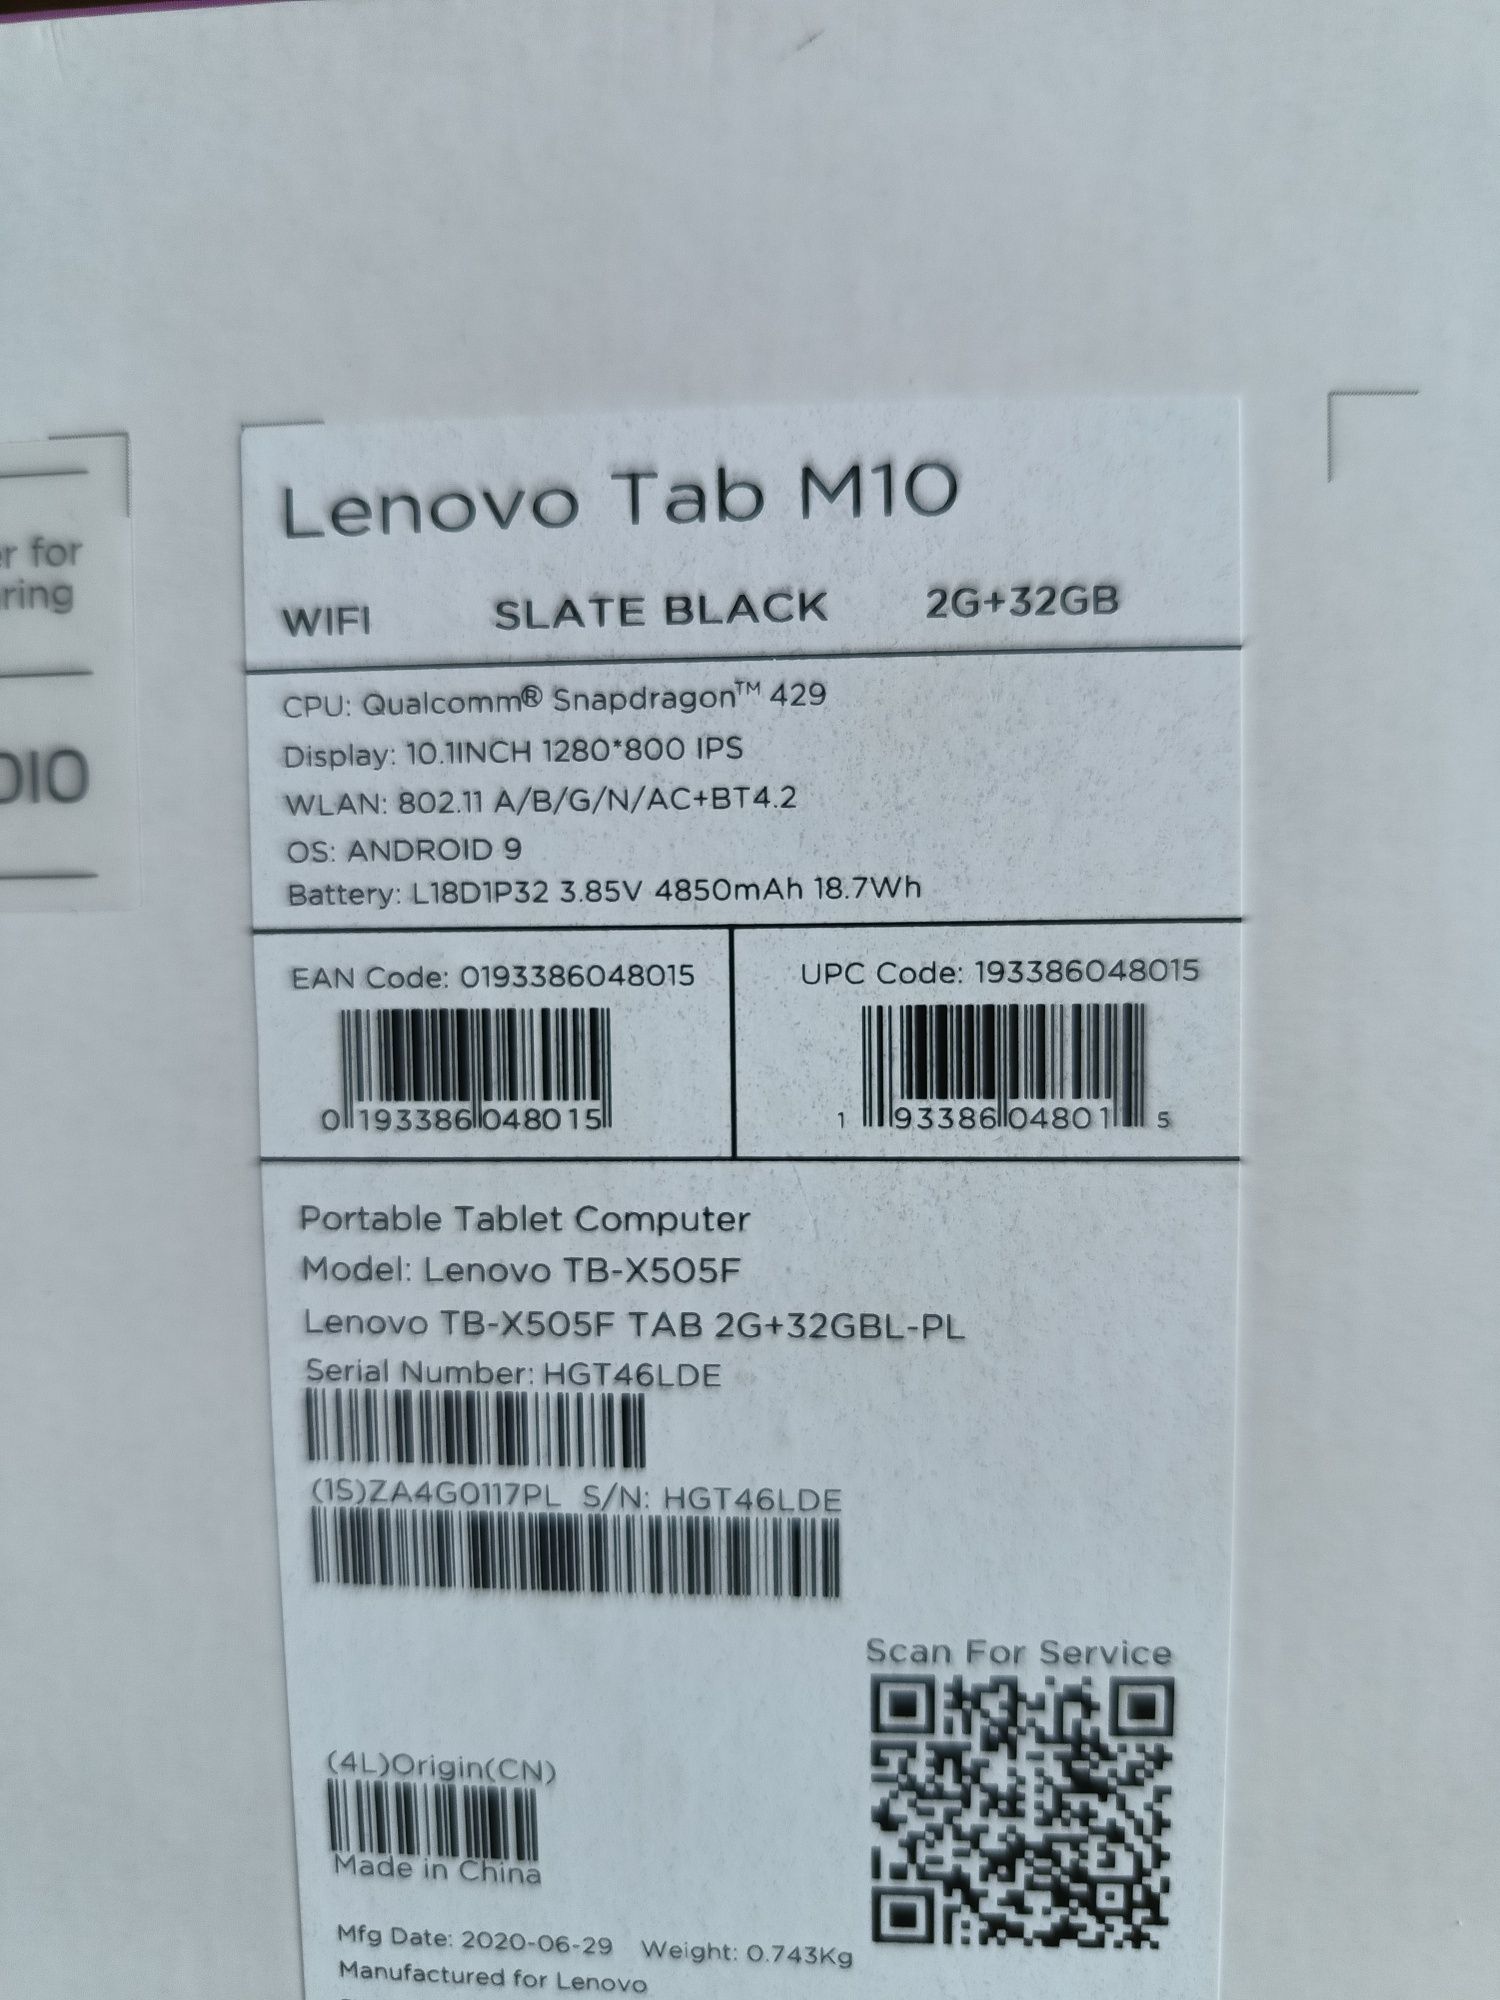 Lenovo Tab M10
WIFI SLATE BLACK 2G+32GB
CPU: Qualcomm® Snapdragon™ 429
Display: 10.1INCH 1280*800 IPS
WLAN: 802.11 A/B/G/N/AC+BT4.2
OS: ANDROID 9
Battery: L18D1P32 3.85V 4850mAh 18.7Wh
EAN Code: 0193386048015
0 193386 048015
UPC Code: 193386048015
1 93386 04801 5
Portable Tablet Computer
Model: Lenovo TB-X505F
Lenovo TB-X505F TAB 2G+32GBL-PL
Serial Number: HGT46LDE
(1S)ZA4G0117PL S/N: HGT46LDE
Scan For Service
(4L)Origin(CN)
Made in China
Mfg Date: 2020-06-29 Weight: 0.743Kg
Manufactured for Lenovo
for